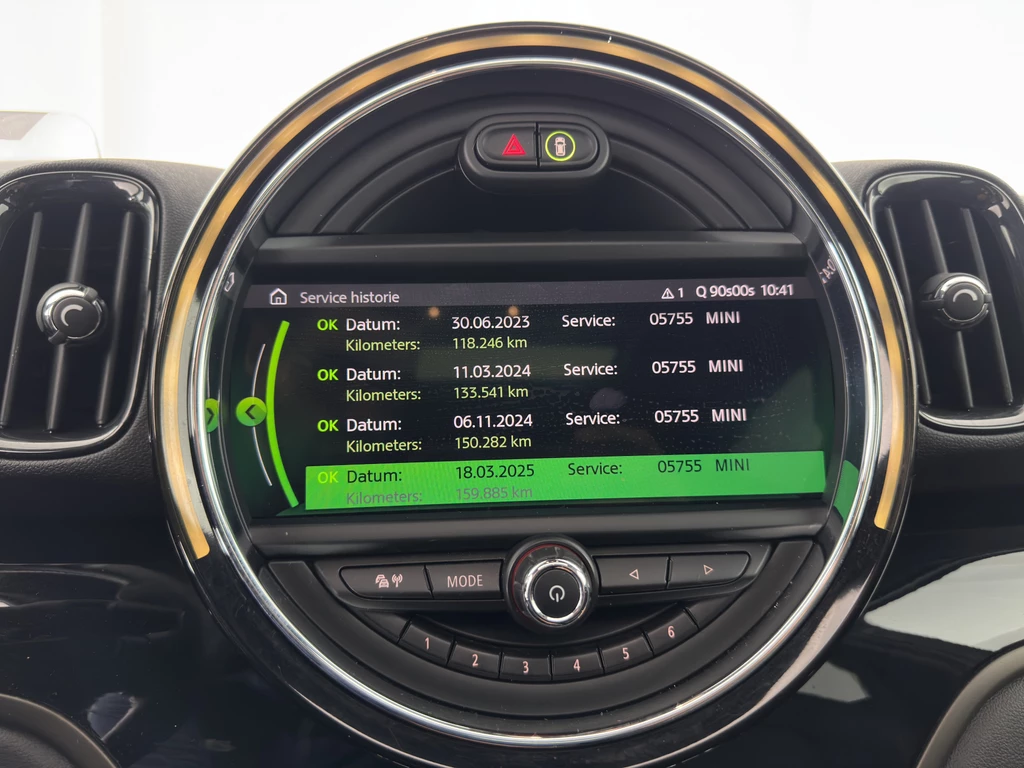 Service historie 1 Q 90s00s 10:41
OK Datum: 30.06.2023 Service: 05755 MINI
Kilometers: 118.246 km
OK Datum: 11.03.2024 Service: 05755 MINI
Kilometers: 133.541 km
OK Datum: 06.11.2024 Service: 05755 MINI
Kilometers: 150.282 km
OK Datum: 18.03.2025 Service: 05755 MINI
Kilometers: 159.885 km
MODE
1 2 3 4 5 6